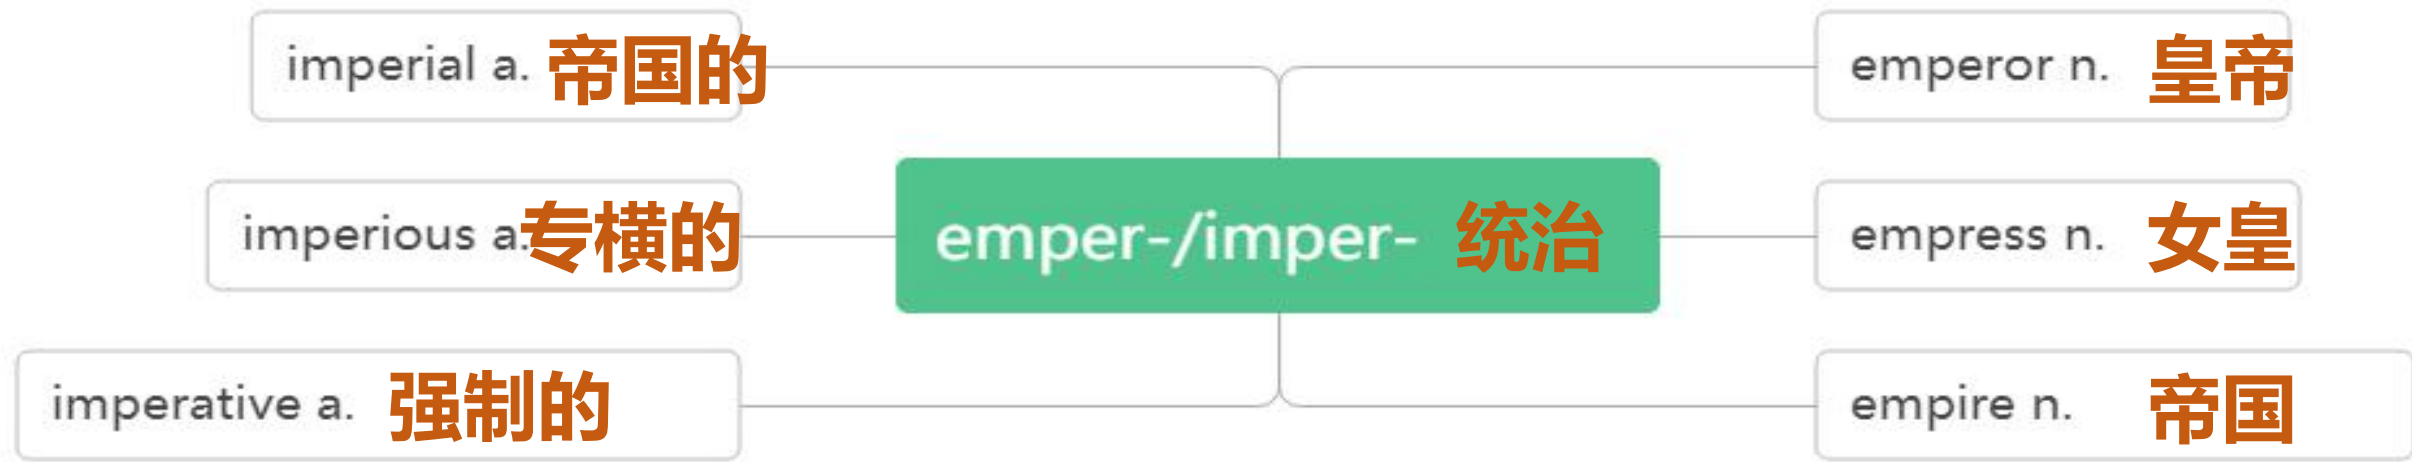 imperial a. 帝国的
imperious a. 专横的
imperative a. 强制的
emper-/imper- 统治
emperor n. 皇帝
empress n. 女皇
empire n. 帝国